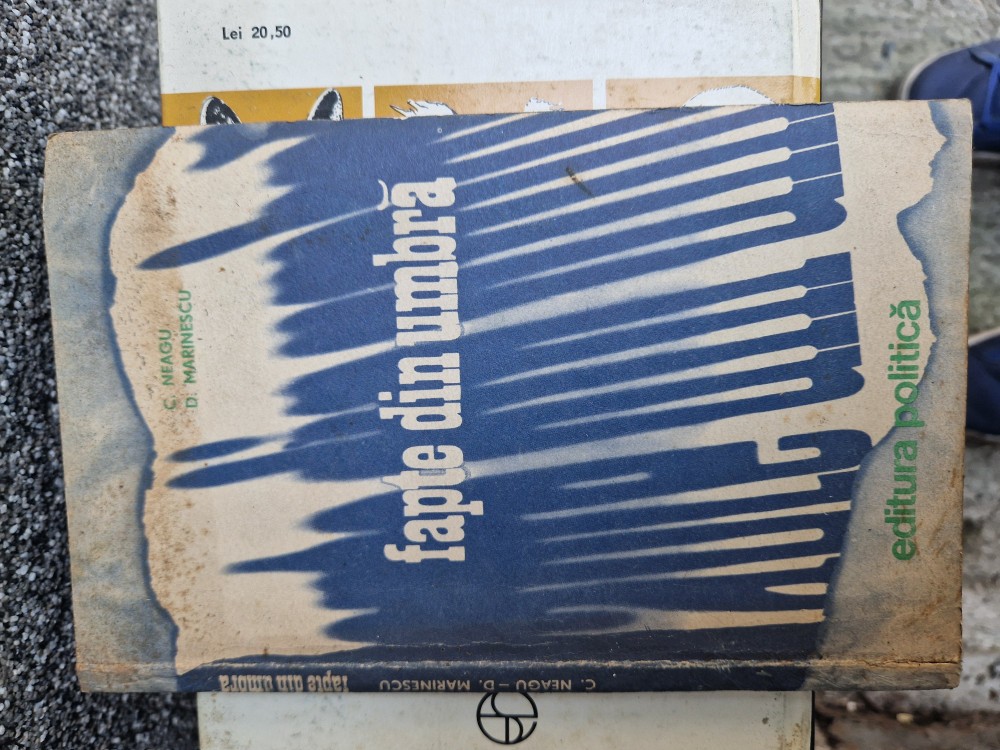 Lei 20,50
C. NEAGU
D. MARINESCU
fapte din umbră
editura politică
C. NEAGU – D. MARINESCU
fapte din umbră